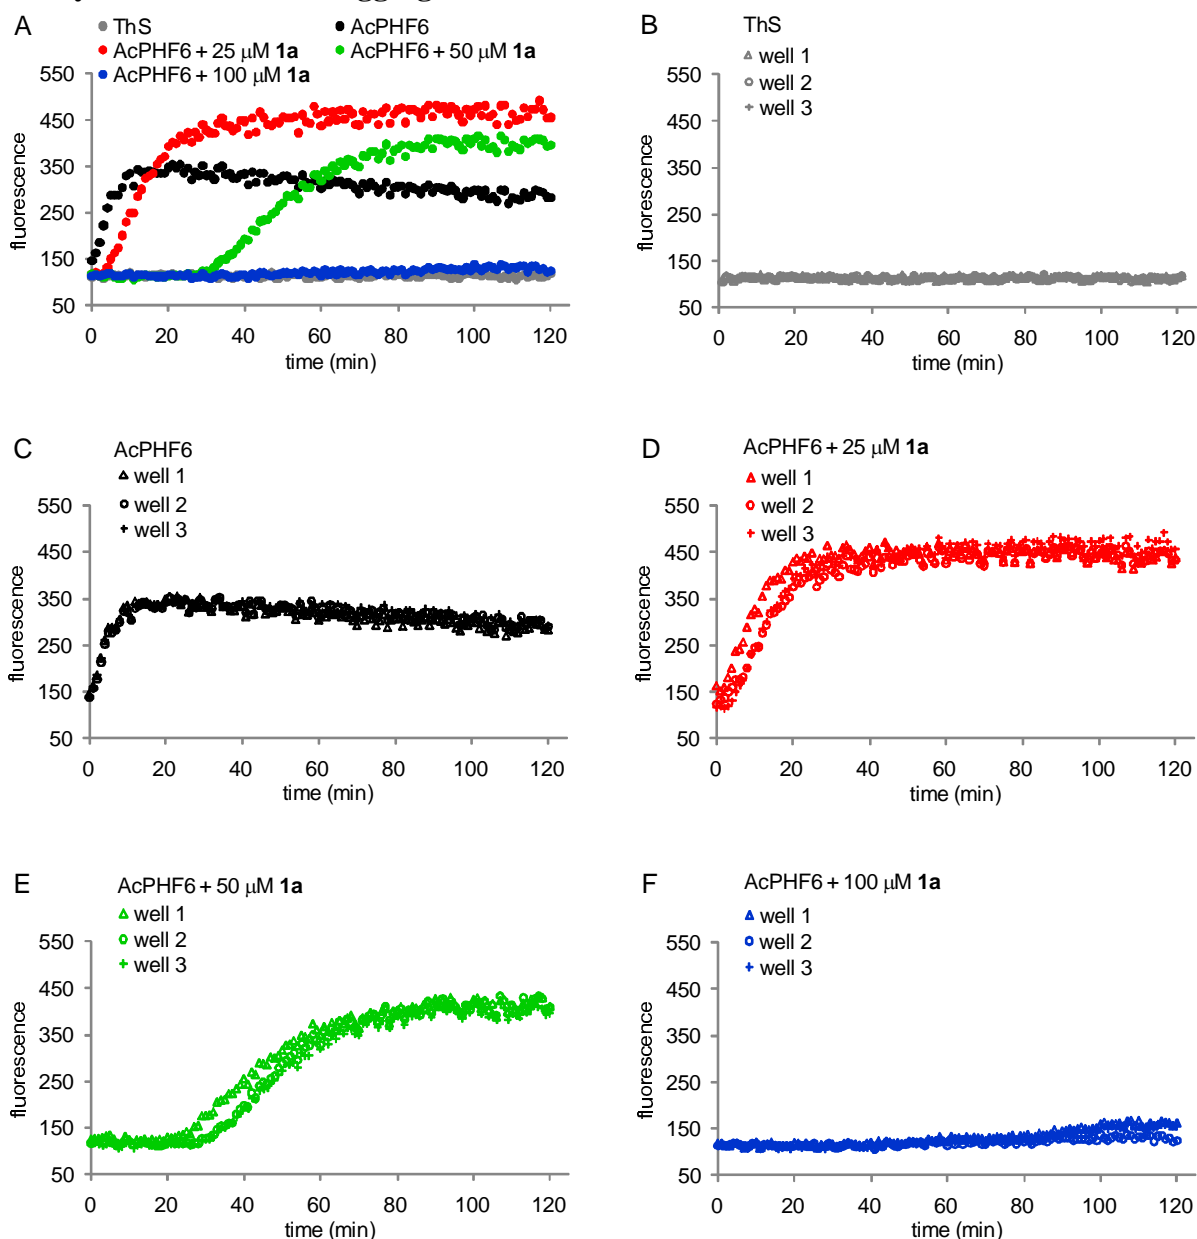 A
ThS
AcPHF6
AcPHF6 + 25 μM 1a
AcPHF6 + 50 μM 1a
AcPHF6 + 100 μM 1a
550
450
350
250
150
50
fluorescence
0 20 40 60 80 100 120
time (min)
B
ThS
well 1
well 2
well 3
550
450
350
250
150
50
fluorescence
0 20 40 60 80 100 120
time (min)
C
AcPHF6
well 1
well 2
well 3
550
450
350
250
150
50
fluorescence
0 20 40 60 80 100 120
time (min)
D
AcPHF6 + 25 μM 1a
well 1
well 2
well 3
550
450
350
250
150
50
fluorescence
0 20 40 60 80 100 120
time (min)
E
AcPHF6 + 50 μM 1a
well 1
well 2
well 3
550
450
350
250
150
50
fluorescence
0 20 40 60 80 100 120
time (min)
F
AcPHF6 + 100 μM 1a
well 1
well 2
well 3
550
450
350
250
150
50
fluorescence
0 20 40 60 80 100 120
time (min)